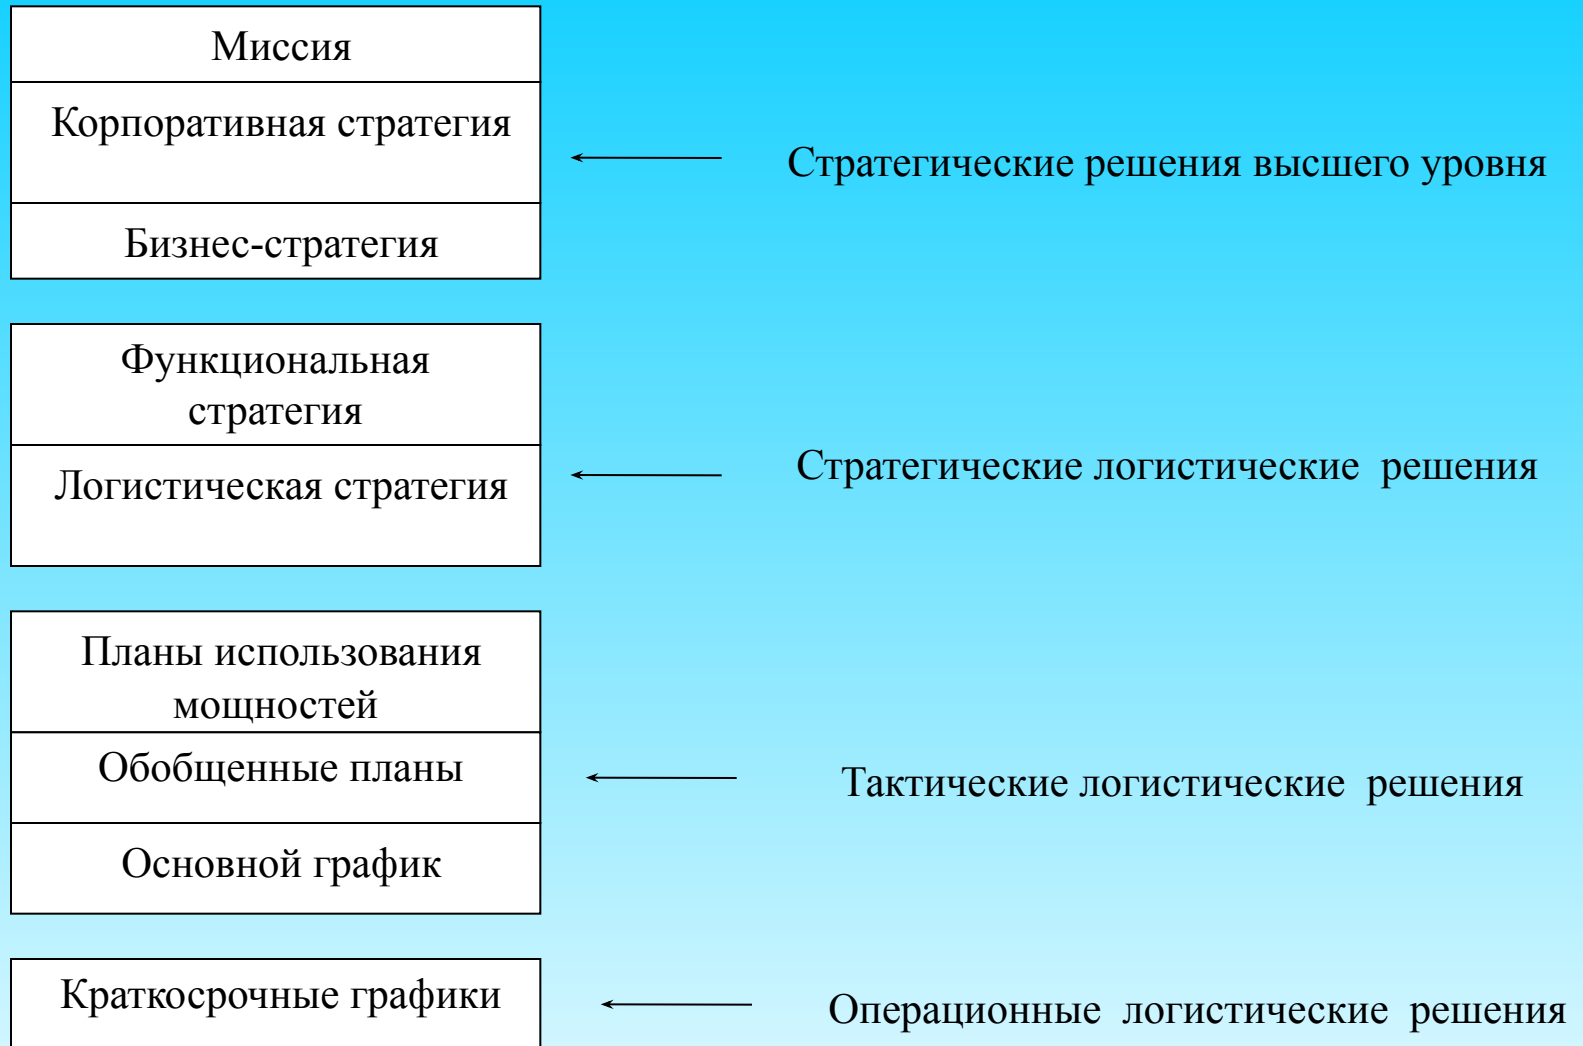 Миссия
Корпоративная стратегия
Стратегические решения высшего уровня
Бизнес-стратегия
Функциональная
стратегия
Логистическая стратегия
Стратегические логистические решения
Планы использования
мощностей
Обобщенные планы
Тактические логистические решения
Основной график
Краткосрочные графики
Операционные логистические решения